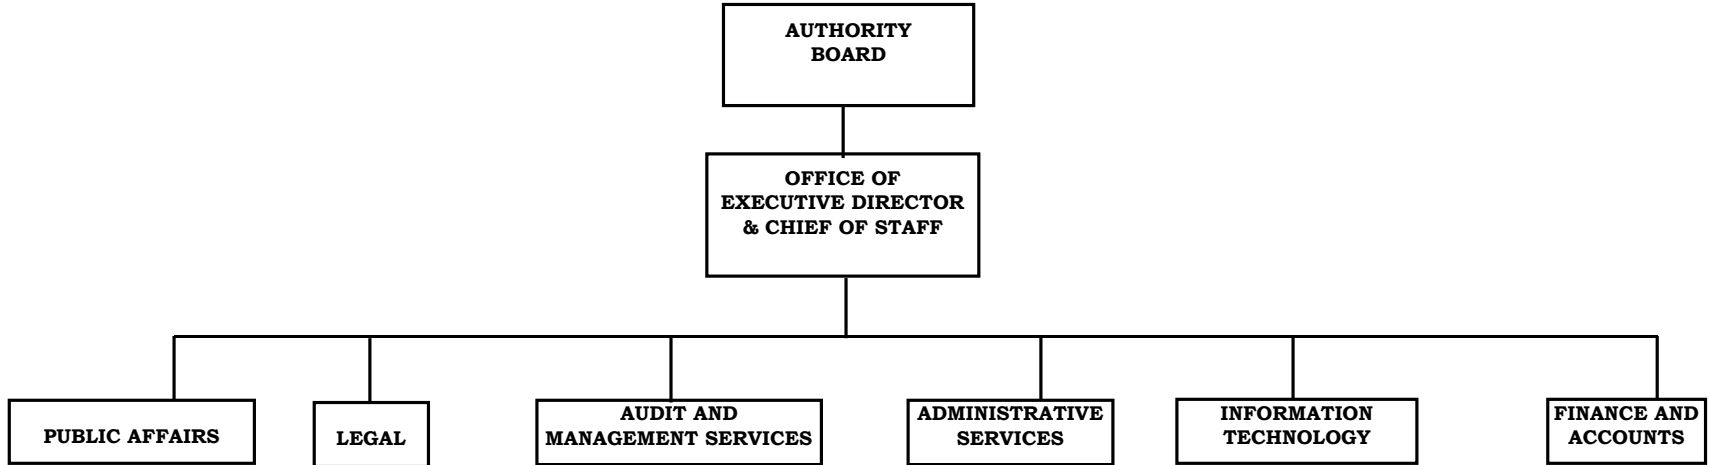 AUTHORITY
BOARD
OFFICE OF
EXECUTIVE DIRECTOR
& CHIEF OF STAFF
PUBLIC AFFAIRS
LEGAL
AUDIT AND
MANAGEMENT SERVICES
ADMINISTRATIVE
SERVICES
INFORMATION
TECHNOLOGY
FINANCE AND
ACCOUNTS